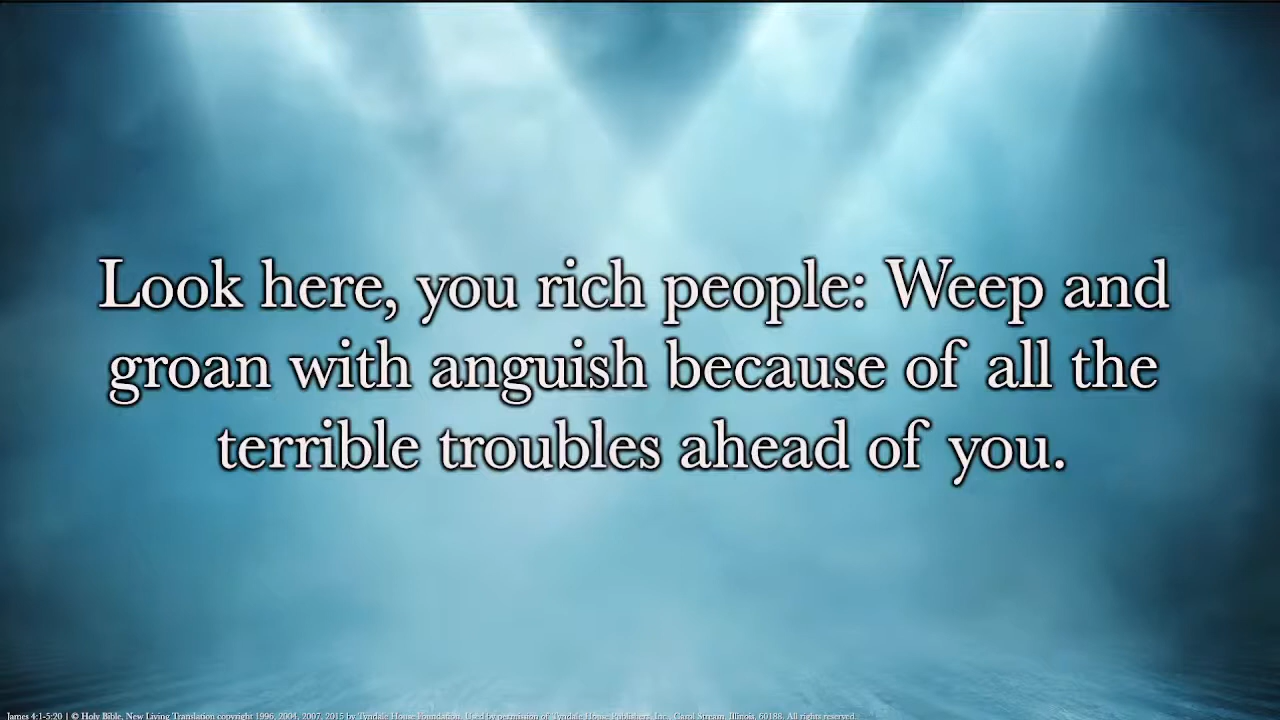 Look here, you rich people: Weep and
groan with anguish because of all the
terrible troubles ahead of you.
James 4:1-5:20 | © Holy Bible, New Living Translation copyright 1996, 2004, 2007, 2015 by Tyndale House Foundation. Used by permission of Tyndale House Publishers, Inc., Carol Stream, Illinois, 60188. All rights reserved.